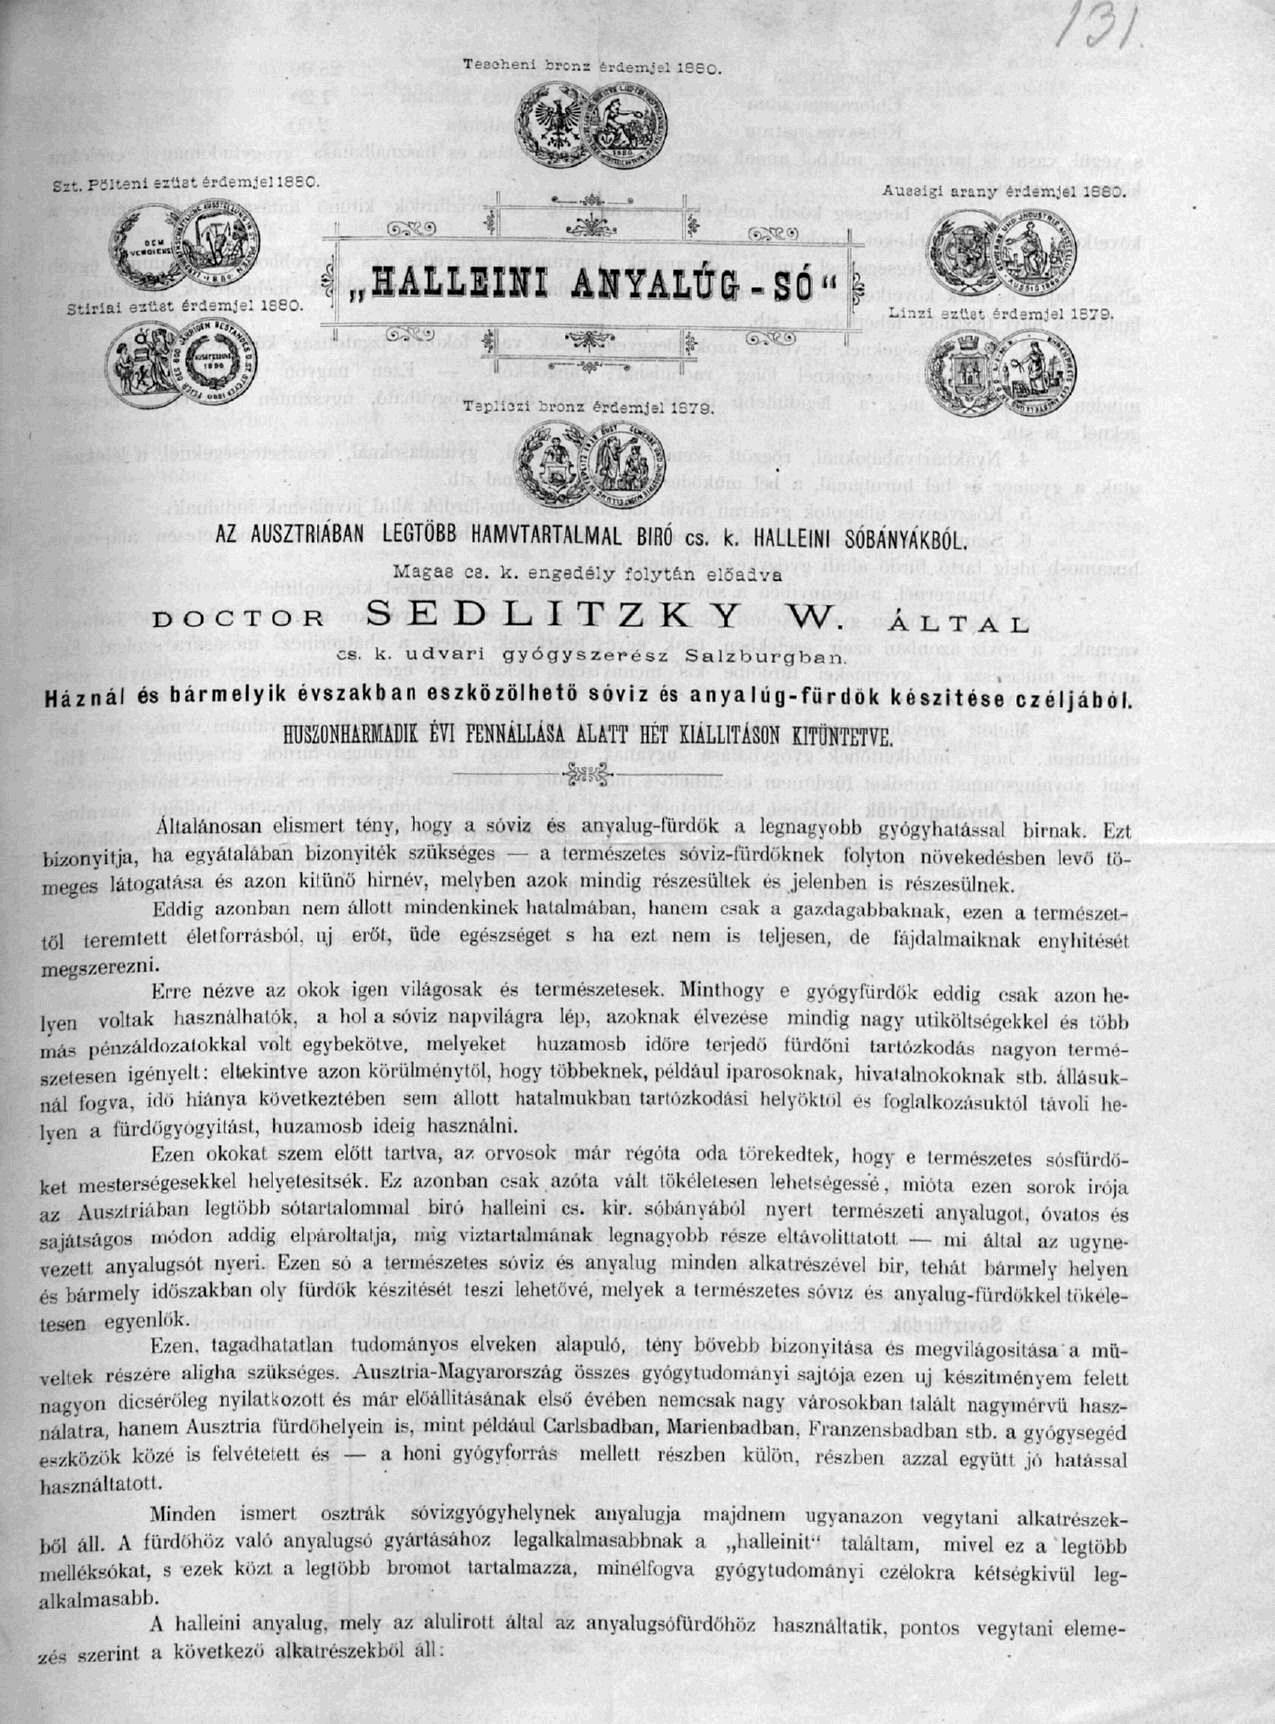 131.
Tescheni bronz érdemjel 1880.
Szt. Pölteni ezüst érdemjel 1880.
Aussigi arany érdemjel 1880.
„HALLEINI ANYALÚG-SÓ“
Stiriai ezüst érdemjel 1880.
Linzi ezüst érdemjel 1879.
Teplitzi bronz érdemjel 1879.
AZ AUSZTRIÁBAN LEGTÖBB HAMVTARTALMAL BIRÓ cs. k. HALLEINI SÓBÁNYÁKBÓL.
Magas cs. k. engedély folytán előadva
DOCTOR SEDLITZKY W. ÁLTAL
cs. k. udvari gyógyszerész Salzburgban.
Háznál és bármelyik évszakban eszközölhető sóviz és anyalúg-fürdők készitése czéljából.
HUSZONHARMADIK ÉVI FENNÁLLÁSA ALATT HÉT KIÁLLITÁSON KITÜNTETVE.
Általánosan elismert tény, hogy a sóviz és anyalug-fürdők a legnagyobb gyógyhatással birnak. Ezt
bizonyitja, ha egyátalában bizonyiték szükséges — a természetes sóviz-fürdőknek folyton növekedésben levő tö-
meges látogatása és azon kitünő hirnév, melyben azok mindig részesültek és jelenben is részesülnek.
Eddig azonban nem állott mindenkinek hatalmában, hanem csak a gazdagabbaknak, ezen a természet-
től teremtett életforrásból, uj erőt, üde egészséget s ha ezt nem is teljesen, de fájdalmaiknak enyhitését
megszerezni.
Erre nézve az okok igen világosak és természetesek. Minthogy e gyógyfürdők eddig csak azon he-
lyen voltak használhatók, a hol a sóviz napvilágra lép, azoknak élvezése mindig nagy utiköltségekkel és több
más pénzáldozatokkal volt egybekötve, melyeket huzamosb időre terjedő fürdőni tartózkodás nagyon termé-
szetesen igényelt: eltekintve azon körülménytől, hogy többeknek, például iparosoknak, hivatalnokoknak stb. állásuk-
nál fogva, idő hiánya következtében sem állott hatalmukban tartózkodási helyöktől és foglalkozásuktól távoli he-
lyen a fürdőgyógyitást, huzamosb ideig használni.
Ezen okokat szem előtt tartva, az orvosok már régóta oda törekedtek, hogy e természetes sósfürdő-
ket mesterségesekkel helyetesitsék. Ez azonban csak azóta vált tökéletesen lehetségessé, mióta ezen sorok irója
az Ausztriában legtöbb sótartalommal biró halleini cs. kir. sóbányából nyert természeti anyalugot, óvatos és
sajátságos módon addig elpároltatja, mig viztartalmának legnagyobb része eltávolittatott — mi által az ugyne-
vezett anyalugsót nyeri. Ezen só a természetes sóviz és anyalug minden alkatrészével bir, tehát bármely helyen
és bármely időszakban oly fürdők készitését teszi lehetővé, melyek a természetes sóviz és anyalug-fürdőkkel tökéle-
tesen egyenlők.
Ezen, tagadhatatlan tudományos elveken alapuló, tény bővebb bizonyitása és megvilágositása a mü-
veltek részére aligha szükséges. Ausztria-Magyarország összes gyógytudományi sajtója ezen uj készitményem felett
nagyon dicsérőleg nyilatkozott és már előállitásának első évében nemcsak nagy városokban talált nagymérvü hasz-
nálatra, hanem Ausztria fürdőhelyein is, mint például Carlsbadban, Marienbadban, Franzensbadban stb. a gyógysegéd
eszközök közé is felvétetett és — a honi gyógyforrás mellett részben külön, részben azzal együtt jó hatással
használtatott.
Minden ismert osztrák sóvizgyógyhelynek anyalugja majdnem ugyanazon vegytani alkatrészek-
ből áll. A fürdőhöz való anyalugsó gyártásához legalkalmasabbnak a „halleinit“ találtam, mivel ez a legtöbb
melléksókat, s ezek közt a legtöbb bromot tartalmazza, minélfogva gyógytudományi czélokra kétségkivül leg-
alkalmasabb.
A halleini anyalug, mely az alulirott által az anyalugsófürdőhöz használtatik, pontos vegytani eleme-
zés szerint a következő alkatrészekből áll: